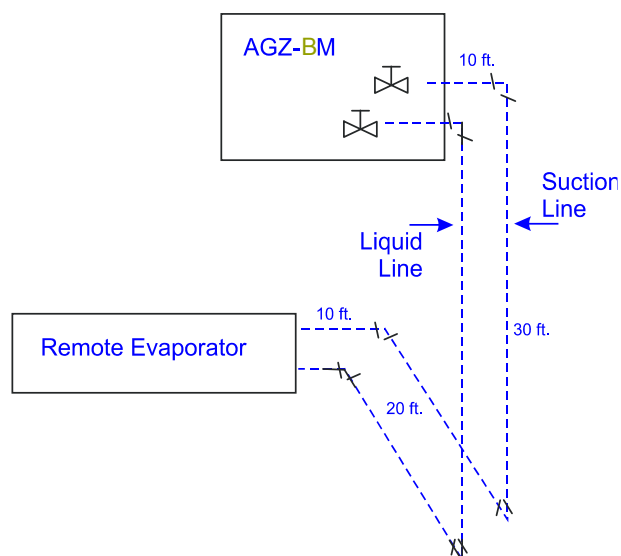 AGZ-BM
10 ft.
Suction
Line
Liquid
Line
10 ft.
30 ft.
Remote Evaporator
20 ft.